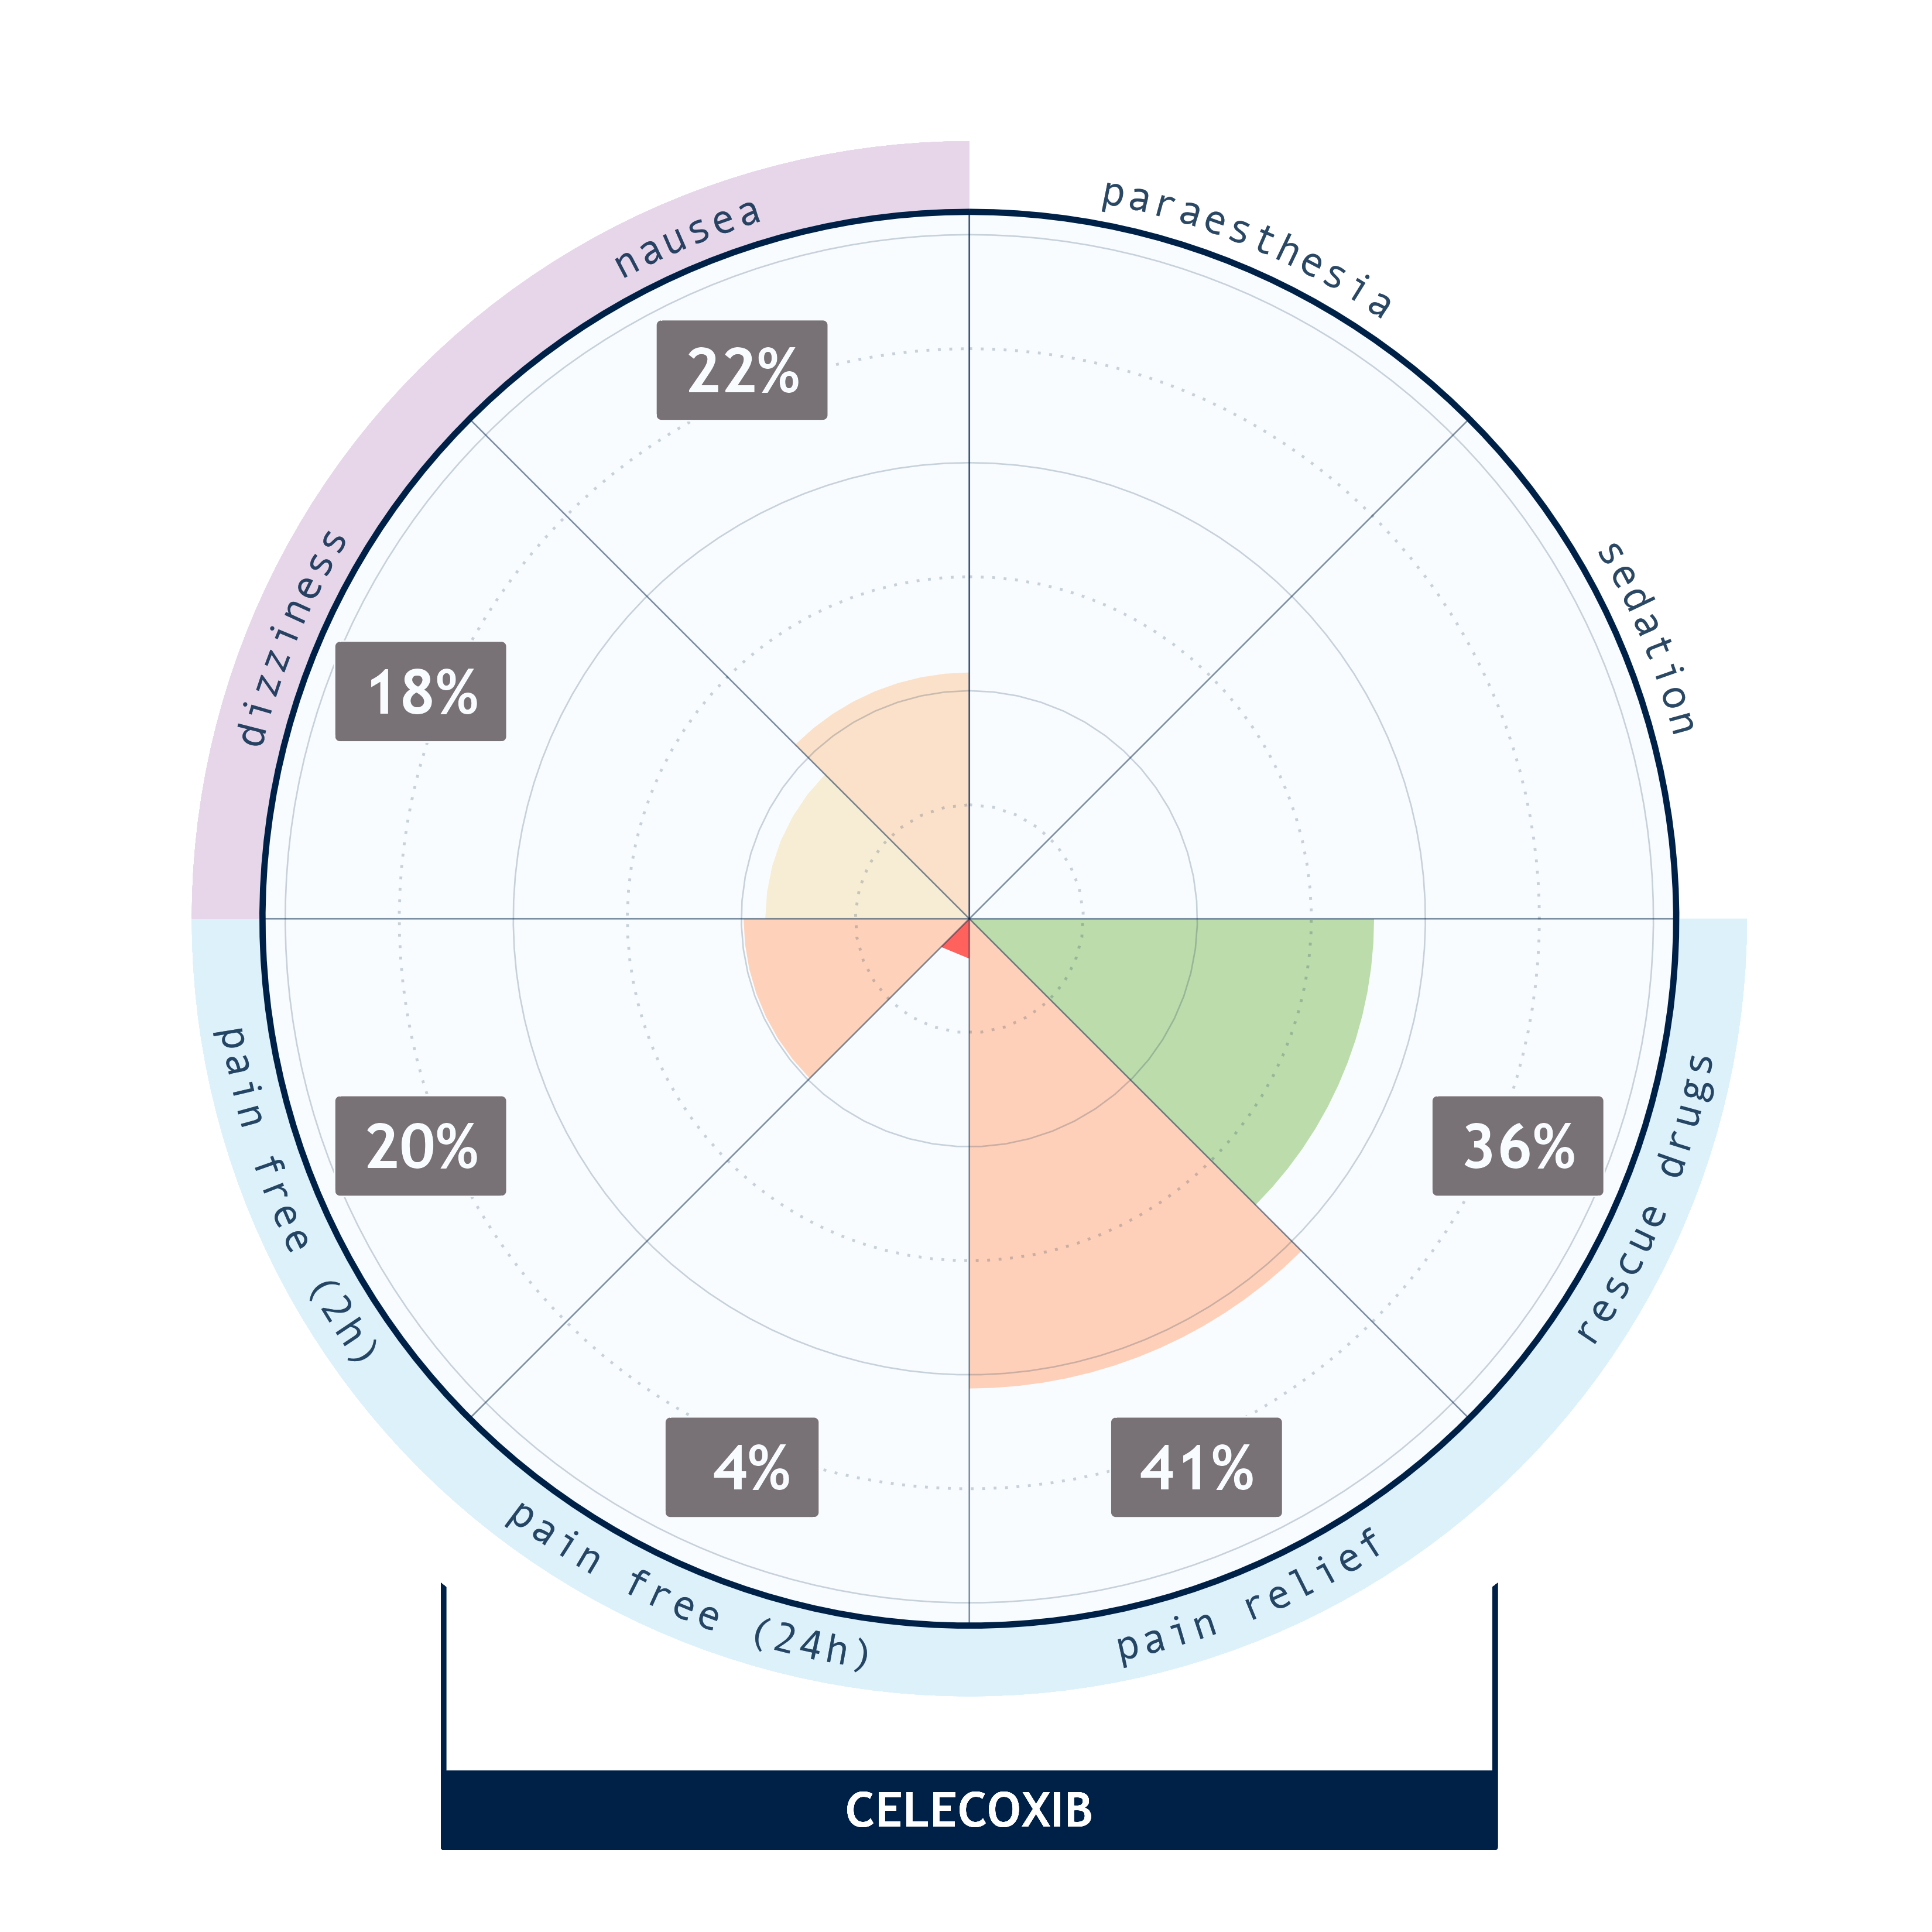 paraesthesia
nausea
22%
sedation
dizziness
18%
pain free (2h)
20%
rescue drugs
36%
pain free (24h)
4%
pain relief
41%
CELECOXIB